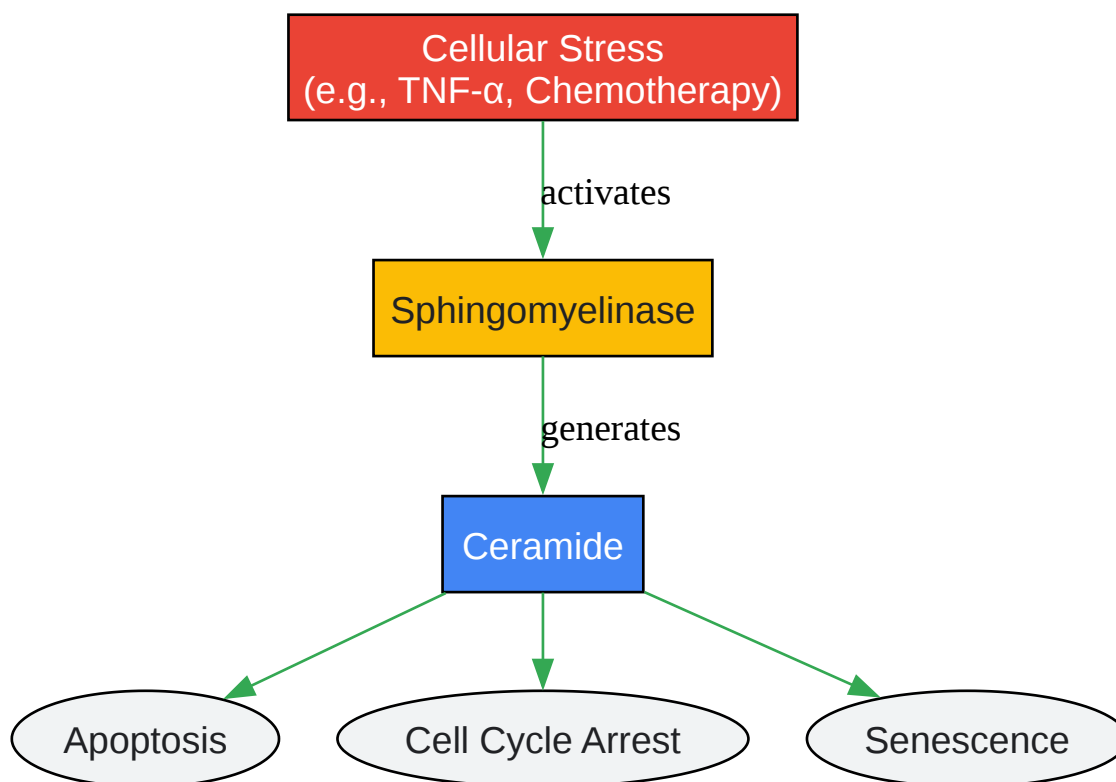 Cellular Stress
(e.g., TNF-α, Chemotherapy)
activates
Sphingomyelinase
generates
Ceramide
Apoptosis
Cell Cycle Arrest
Senescence